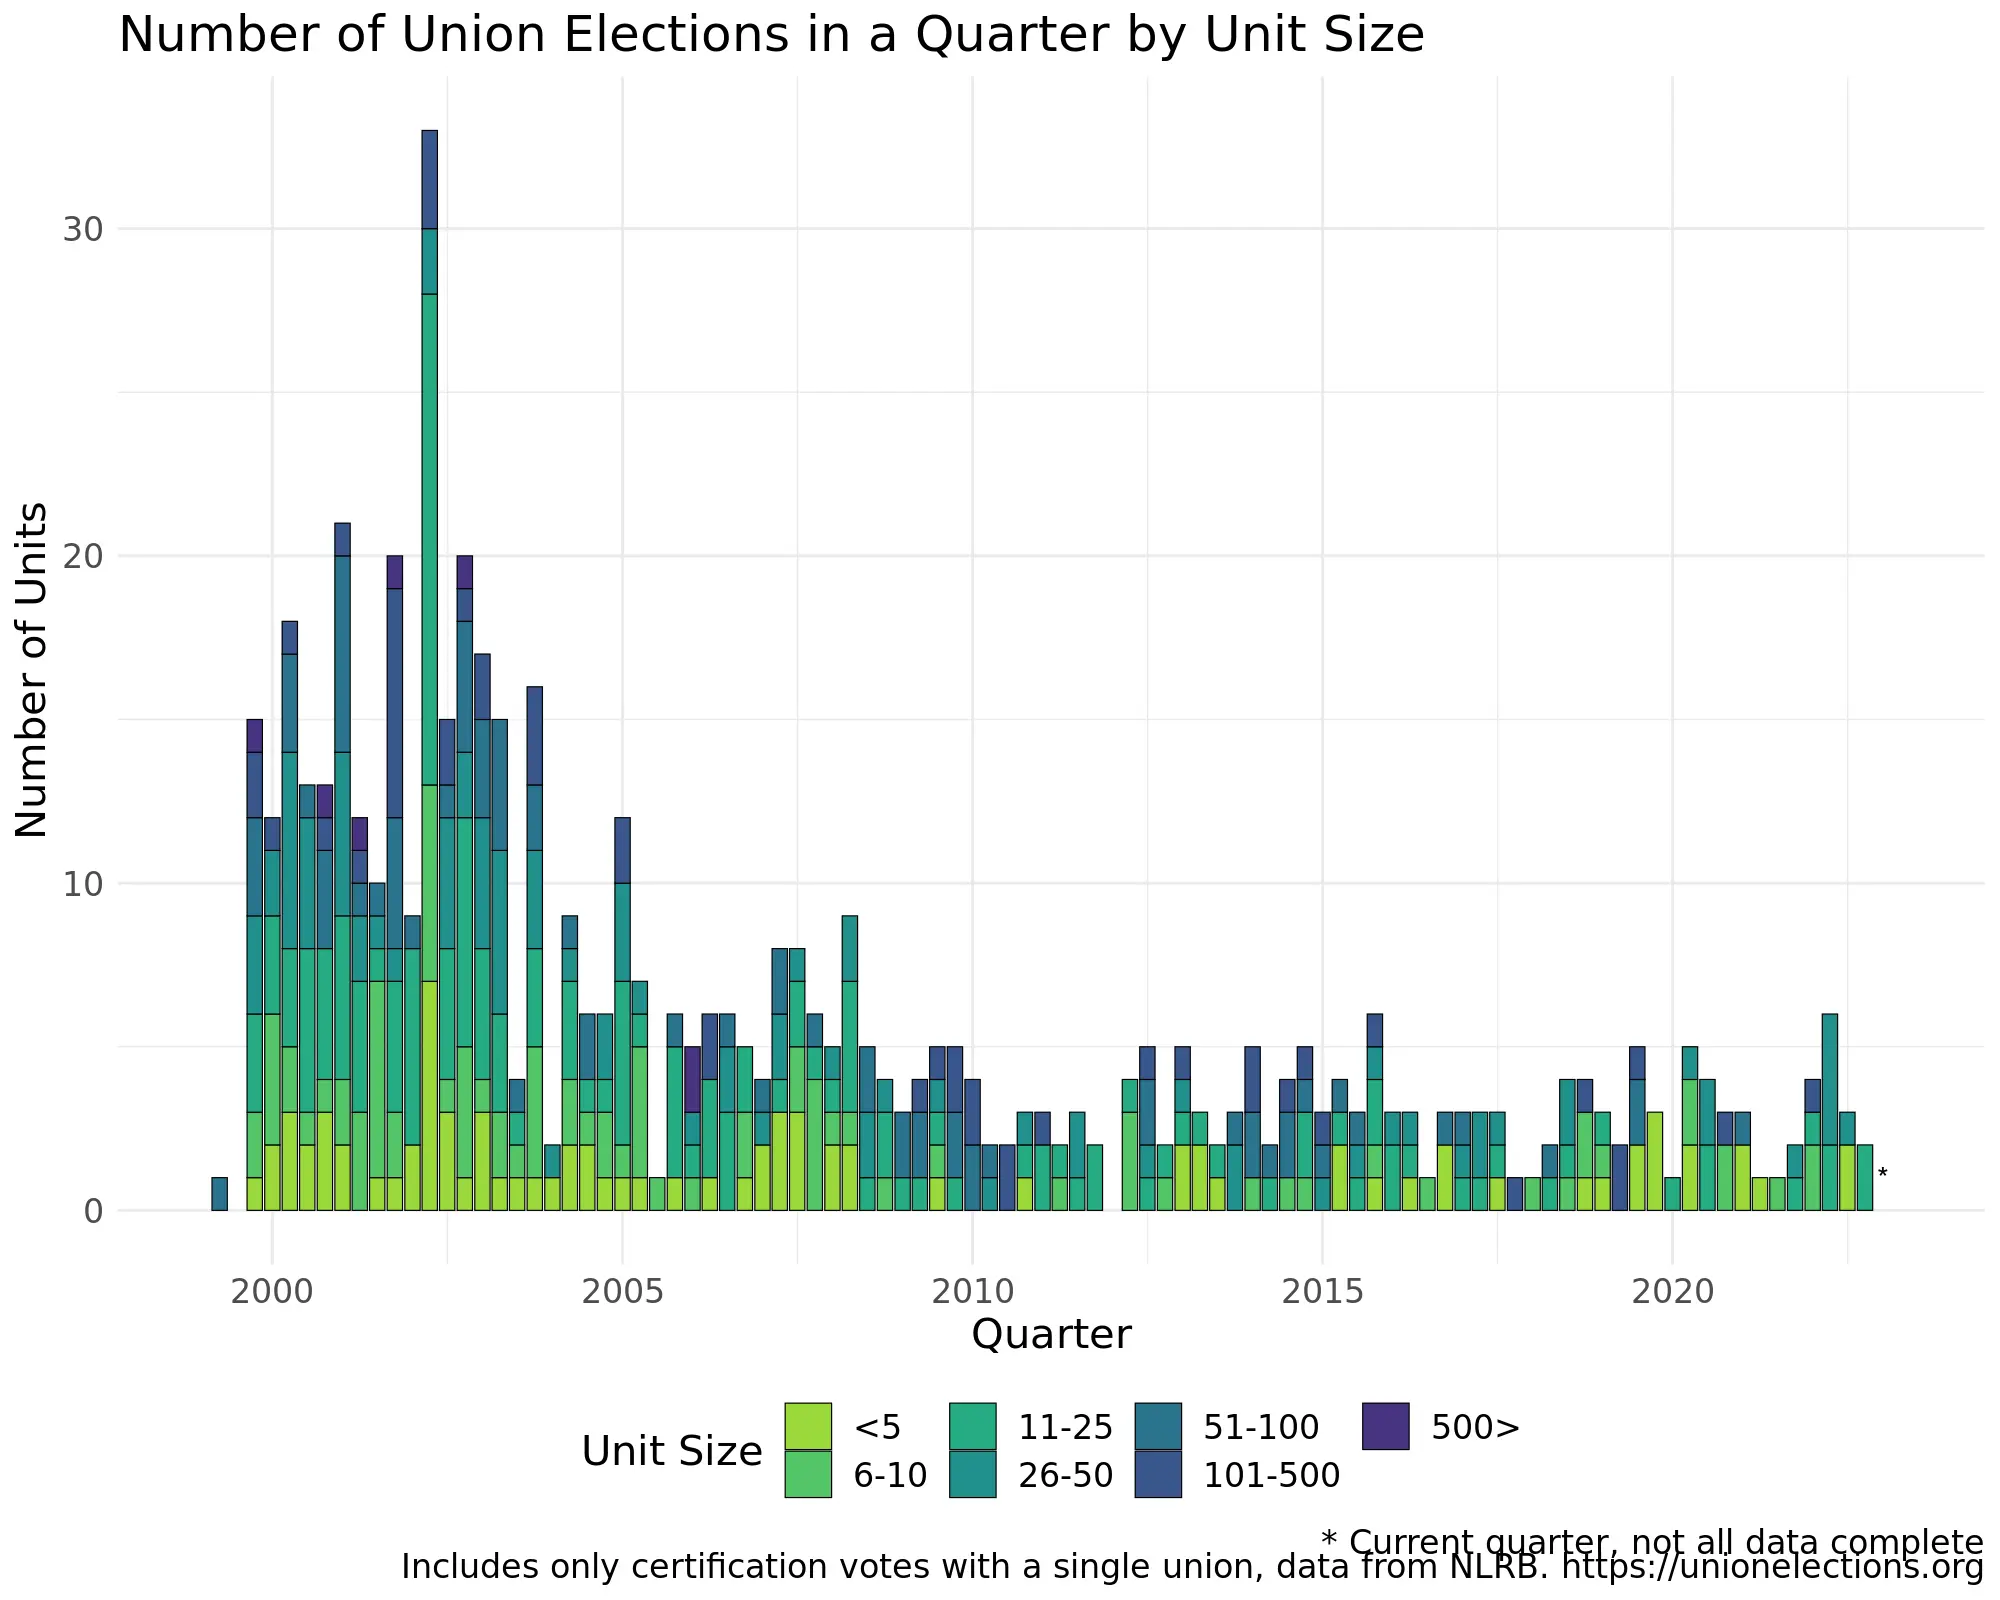 Number of Union Elections in a Quarter by Unit Size
Number of Units
30
20
10
0
*
2000 2005 2010 2015 2020
Quarter
Unit Size
<5 11-25 51-100 500>
6-10 26-50 101-500
* Current quarter, not all data complete
Includes only certification votes with a single union, data from NLRB. https://unionelections.org